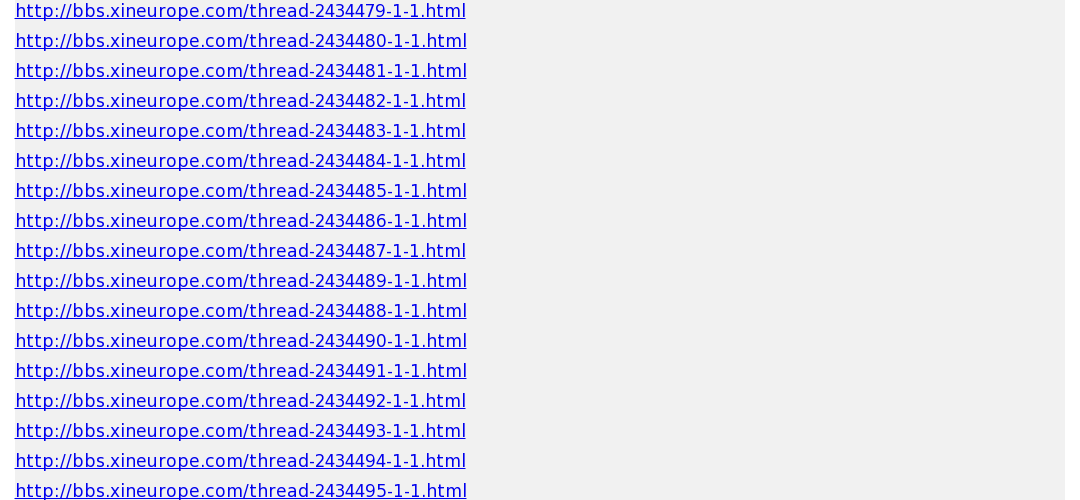 http://bbs.xineurope.com/thread-2434479-1-1.html
http://bbs.xineurope.com/thread-2434480-1-1.html
http://bbs.xineurope.com/thread-2434481-1-1.html
http://bbs.xineurope.com/thread-2434482-1-1.html
http://bbs.xineurope.com/thread-2434483-1-1.html
http://bbs.xineurope.com/thread-2434484-1-1.html
http://bbs.xineurope.com/thread-2434485-1-1.html
http://bbs.xineurope.com/thread-2434486-1-1.html
http://bbs.xineurope.com/thread-2434487-1-1.html
http://bbs.xineurope.com/thread-2434489-1-1.html
http://bbs.xineurope.com/thread-2434488-1-1.html
http://bbs.xineurope.com/thread-2434490-1-1.html
http://bbs.xineurope.com/thread-2434491-1-1.html
http://bbs.xineurope.com/thread-2434492-1-1.html
http://bbs.xineurope.com/thread-2434493-1-1.html
http://bbs.xineurope.com/thread-2434494-1-1.html
http://bbs.xineurope.com/thread-2434495-1-1.html